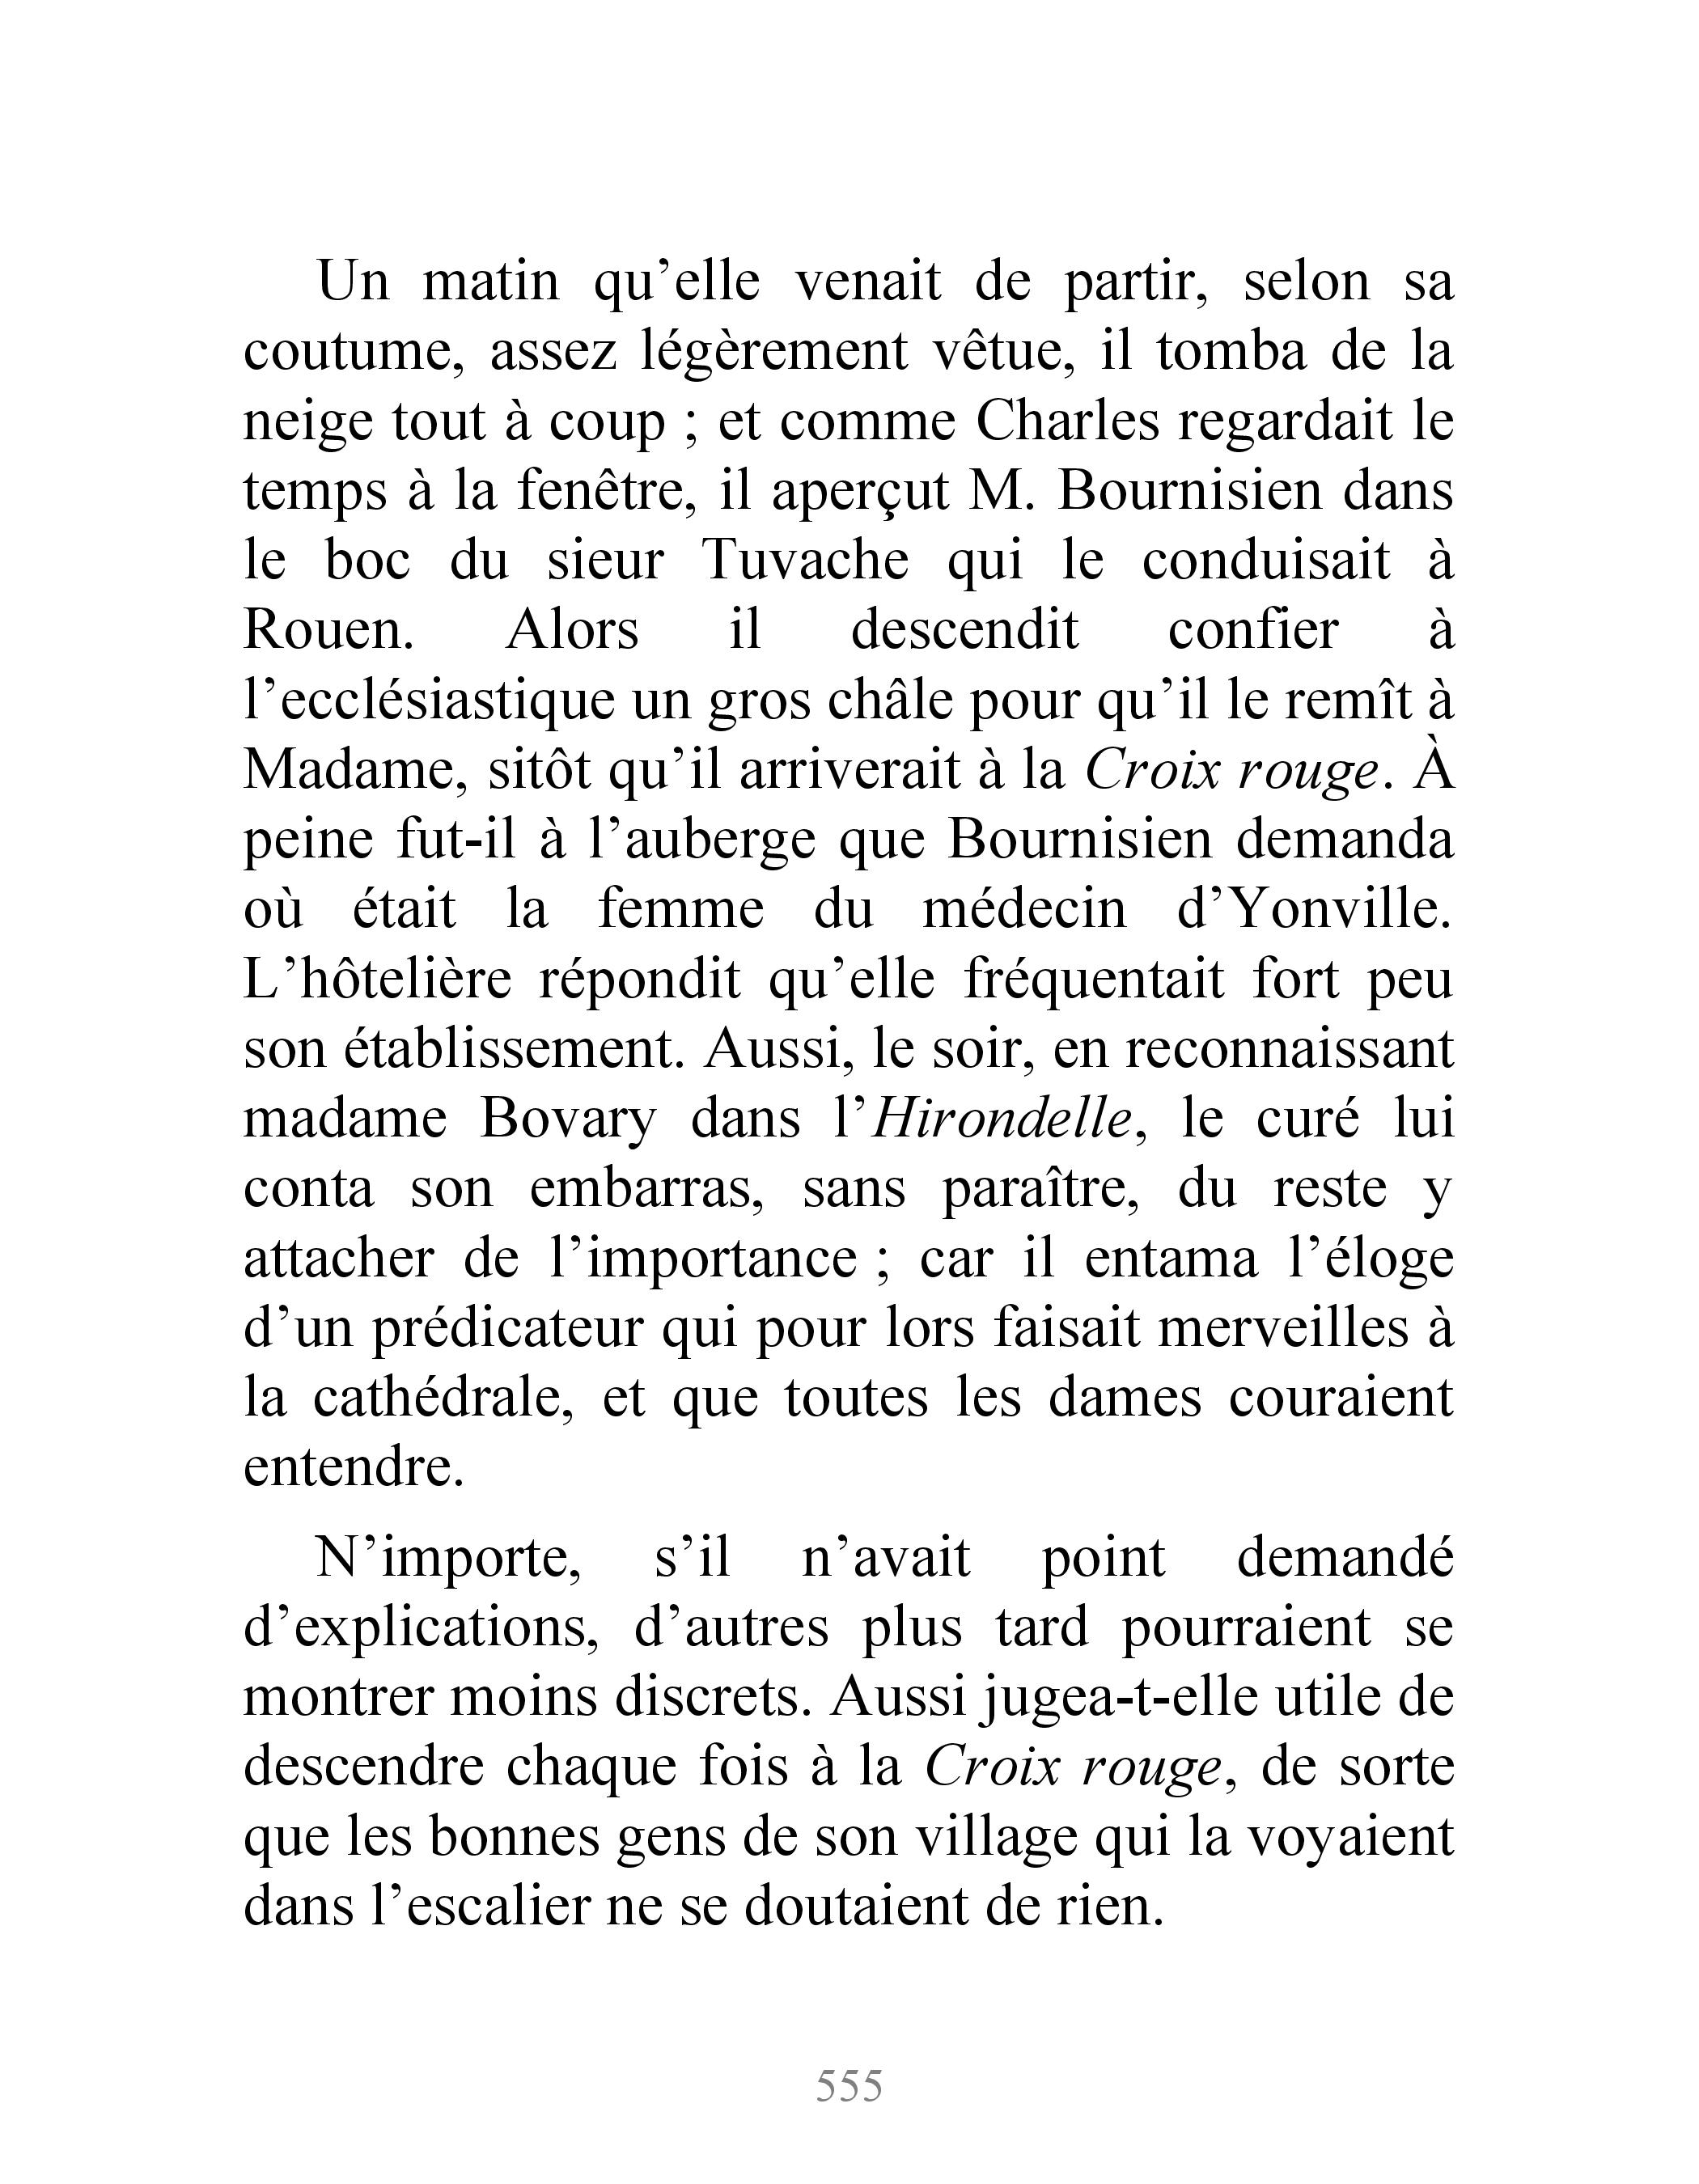 Un matin qu’elle venait de partir, selon sa
coutume, assez légèrement vêtue, il tomba de la
neige tout à coup ; et comme Charles regardait le
temps à la fenêtre, il aperçut M. Bournisien dans
le boc du sieur Tuvache qui le conduisait à
Rouen. Alors il descendit confier à
l’ecclésiastique un gros châle pour qu’il le remît à
Madame, sitôt qu’il arriverait à la Croix rouge. À
peine fut-il à l’auberge que Bournisien demanda
où était la femme du médecin d’Yonville.
L’hôtelière répondit qu’elle fréquentait fort peu
son établissement. Aussi, le soir, en reconnaissant
madame Bovary dans l’Hirondelle, le curé lui
conta son embarras, sans paraître, du reste y
attacher de l’importance ; car il entama l’éloge
d’un prédicateur qui pour lors faisait merveilles à
la cathédrale, et que toutes les dames couraient
entendre.
N’importe, s’il n’avait point demandé
d’explications, d’autres plus tard pourraient se
montrer moins discrets. Aussi jugea-t-elle utile de
descendre chaque fois à la Croix rouge, de sorte
que les bonnes gens de son village qui la voyaient
dans l’escalier ne se doutaient de rien.
555